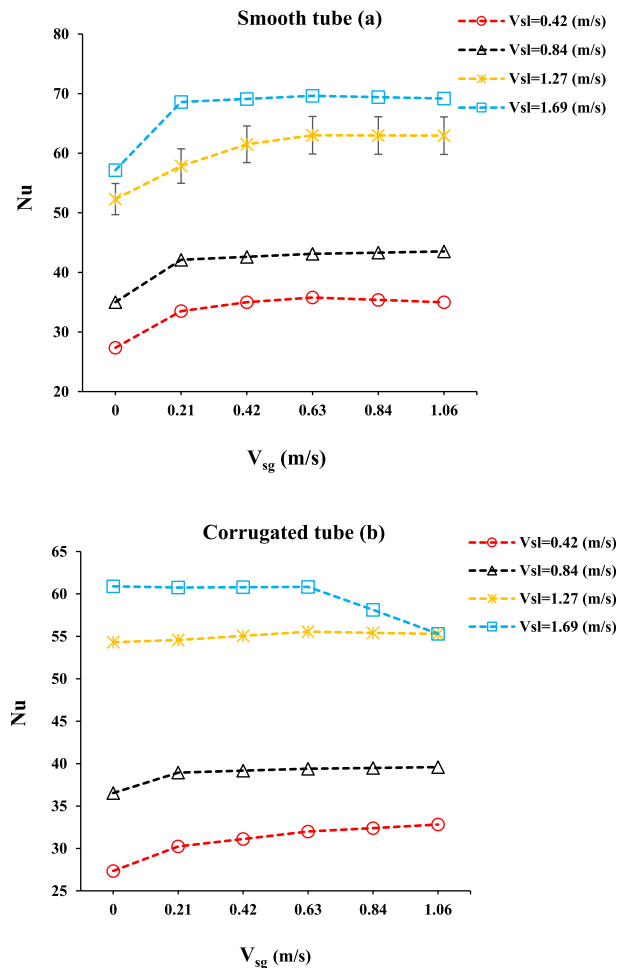 Smooth tube (a)
Vsl=0.42 (m/s)
Vsl=0.84 (m/s)
Vsl=1.27 (m/s)
Vsl=1.69 (m/s)
80
70
60
50
40
30
20
Nu
0 0.21 0.42 0.63 0.84 1.06
Vsg (m/s)
Corrugated tube (b)
Vsl=0.42 (m/s)
Vsl=0.84 (m/s)
Vsl=1.27 (m/s)
Vsl=1.69 (m/s)
65
60
55
50
45
40
35
30
25
Nu
0 0.21 0.42 0.63 0.84 1.06
Vsg (m/s)